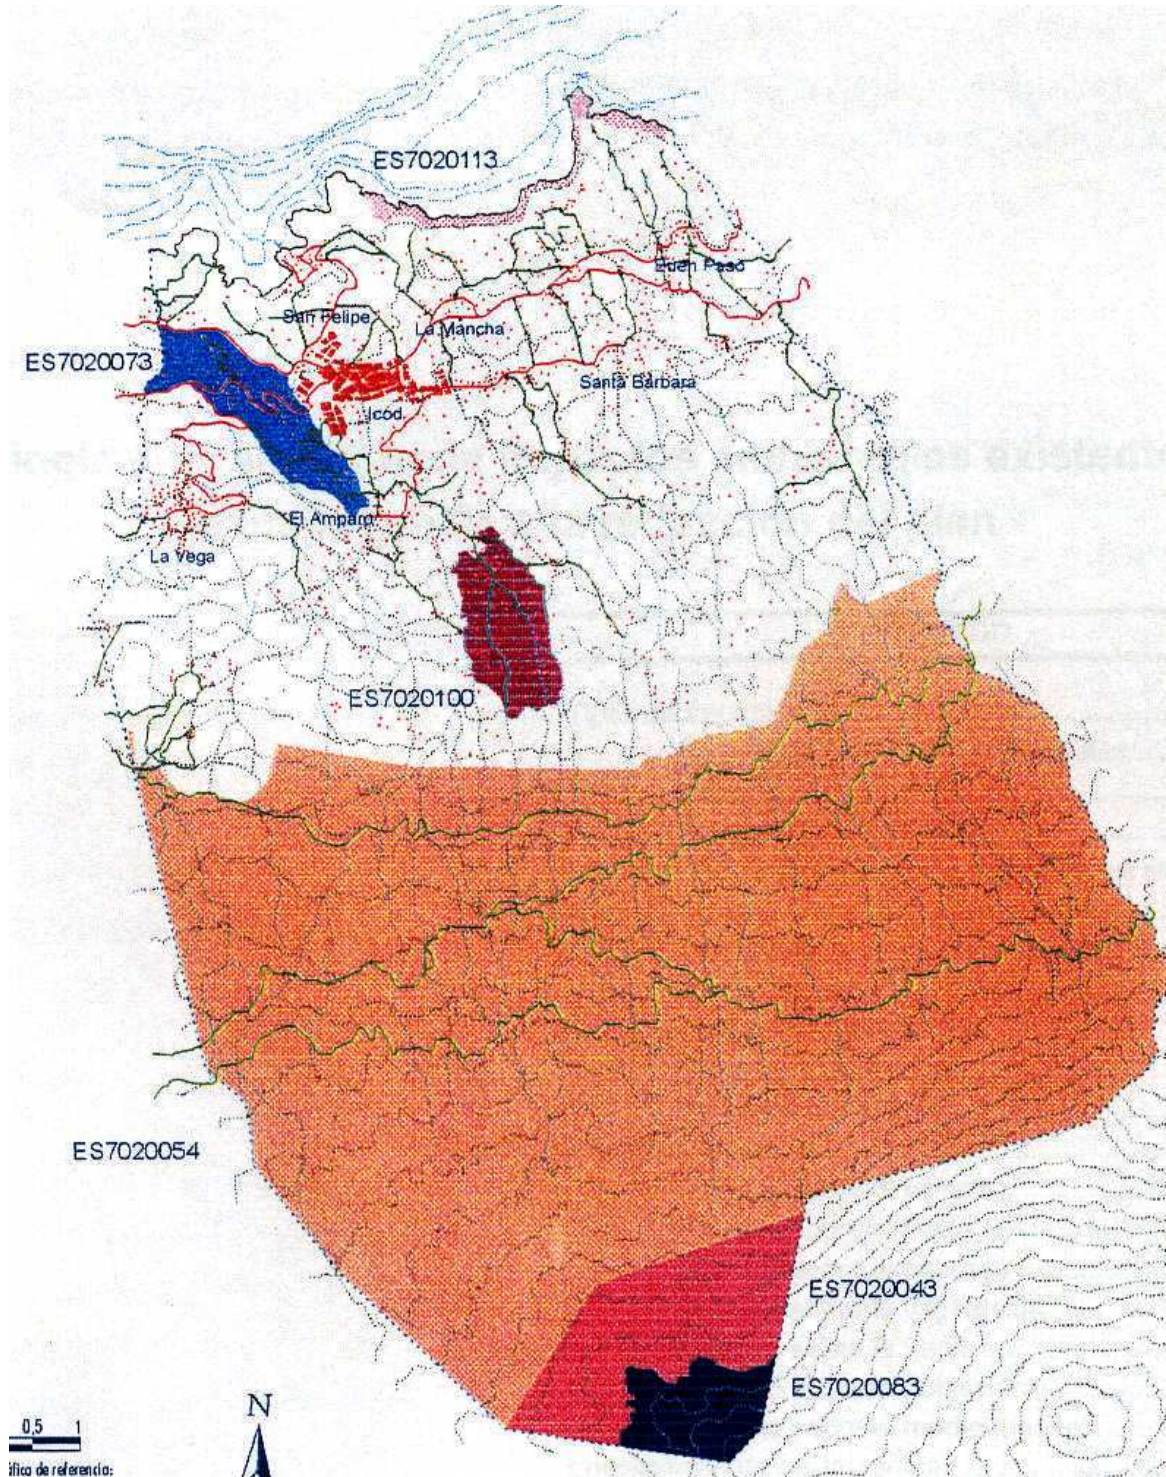 ES7020113
Buen Paso
San Felipe
La Mancha
ES7020073
Santa Bárbara
Icod
El Amparo
La Vega
ES7020100
ES7020054
ES7020043
ES7020083
N
0,5 1
áfico de referencia: